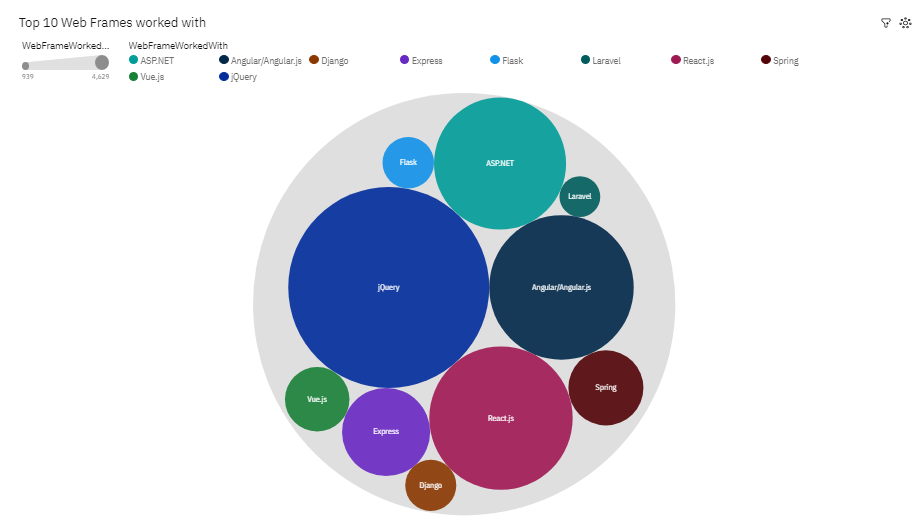 Top 10 Web Frames worked with
WebFrameWorked... WebFrameWorkedWith
ASP.NET Angular/Angular.js Django Express Flask Laravel React.js Spring
939 4,629
Vue.js jQuery
ASP.NET
Flask
Laravel
jQuery
Angular/Angular.js
Spring
Vue.js
React.js
Express
Django